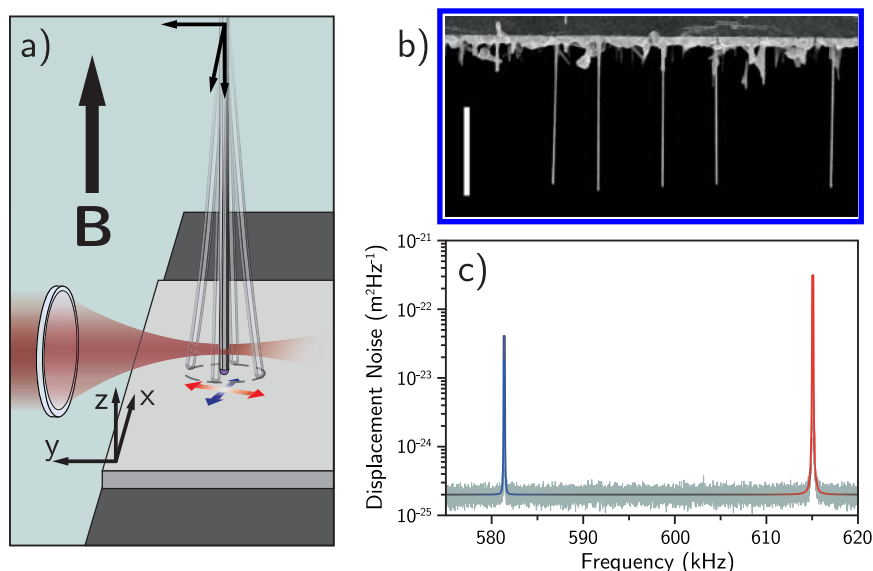 a)
B
z
x
y
b)
c)
Displacement Noise (m²Hz⁻¹)
10⁻²¹
10⁻²²
10⁻²³
10⁻²⁴
10⁻²⁵
580 590 600 610 620
Frequency (kHz)